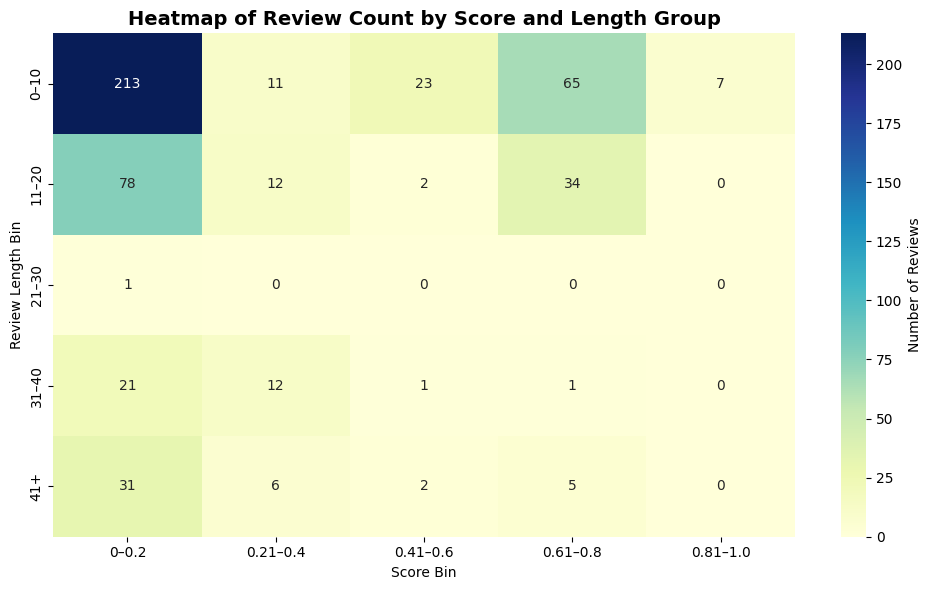 Heatmap of Review Count by Score and Length Group
Review Length Bin
0–10
213 11 23 65 7
11–20
78 12 2 34 0
21–30
1 0 0 0 0
31–40
21 12 1 1 0
41+
31 6 2 5 0
0–0.2 0.21–0.4 0.41–0.6 0.61–0.8 0.81–1.0
Score Bin
200
175
150
125
100
75
50
25
0
Number of Reviews